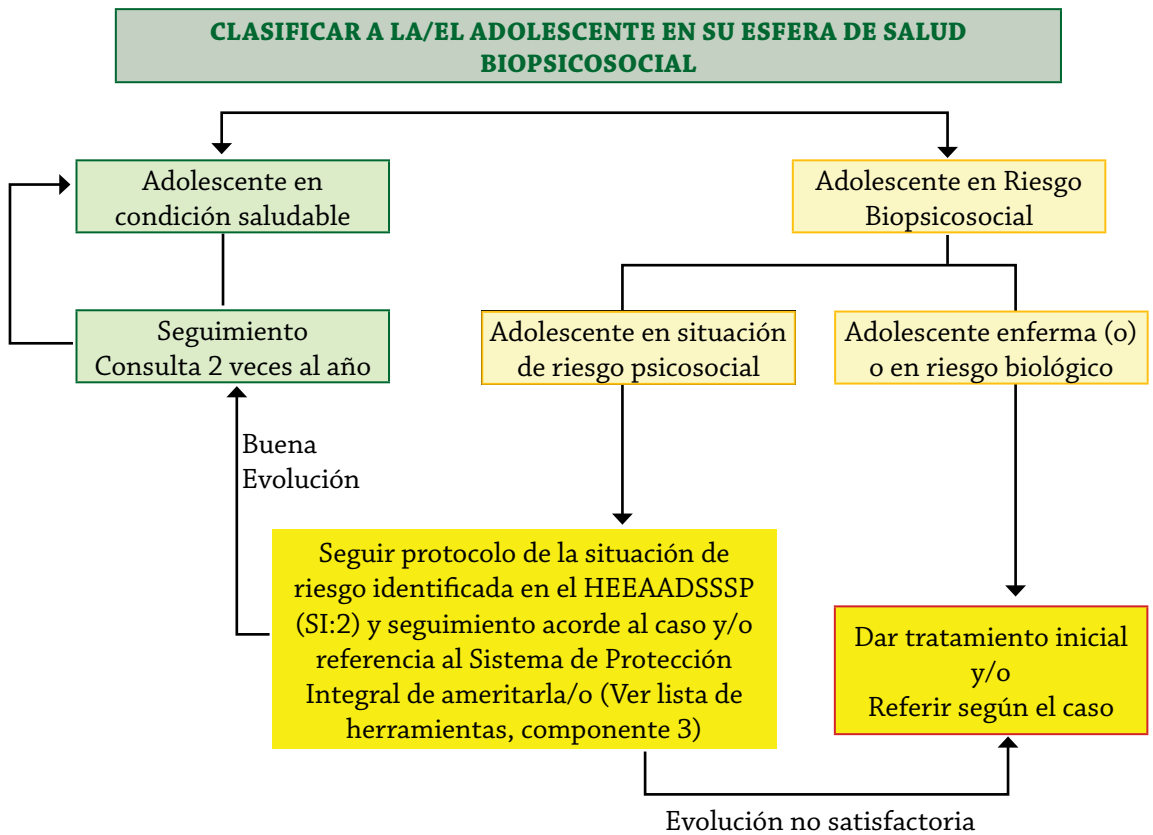 CLASIFICAR A LA/EL ADOLESCENTE EN SU ESFERA DE SALUD
BIOPSICOSOCIAL
Adolescente en
condición saludable
Adolescente en Riesgo
Biopsicosocial
Seguimiento
Consulta 2 veces al año
Adolescente en situación
de riesgo psicosocial
Adolescente enferma (o)
o en riesgo biológico
Buena
Evolución
Seguir protocolo de la situación de
riesgo identificada en el HEEAADSSSP
(SI:2) y seguimiento acorde al caso y/o
referencia al Sistema de Protección
Integral de ameritarla/o (Ver lista de
herramientas, componente 3)
Dar tratamiento inicial
y/o
Referir según el caso
Evolución no satisfactoria